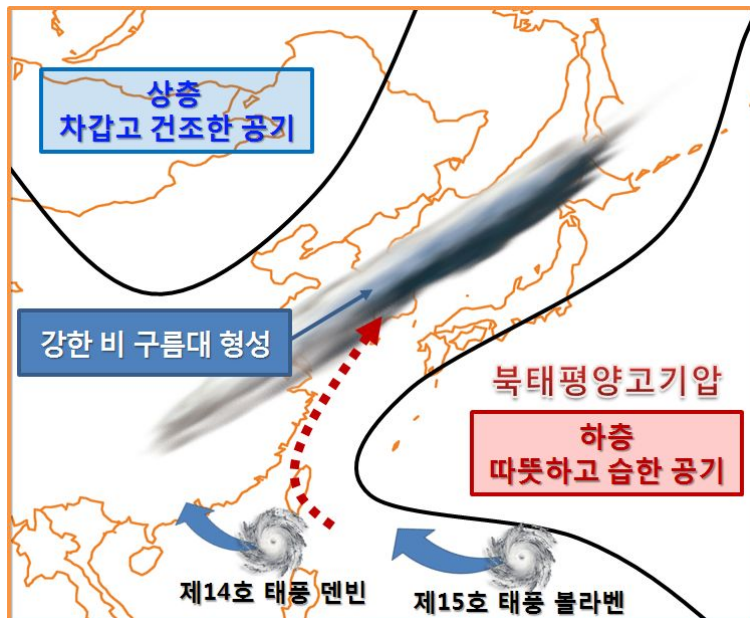 상층
차갑고 건조한 공기
강한 비 구름대 형성
북태평양고기압
하층
따뜻하고 습한 공기
제14호 태풍 덴빈
제15호 태풍 볼라벤